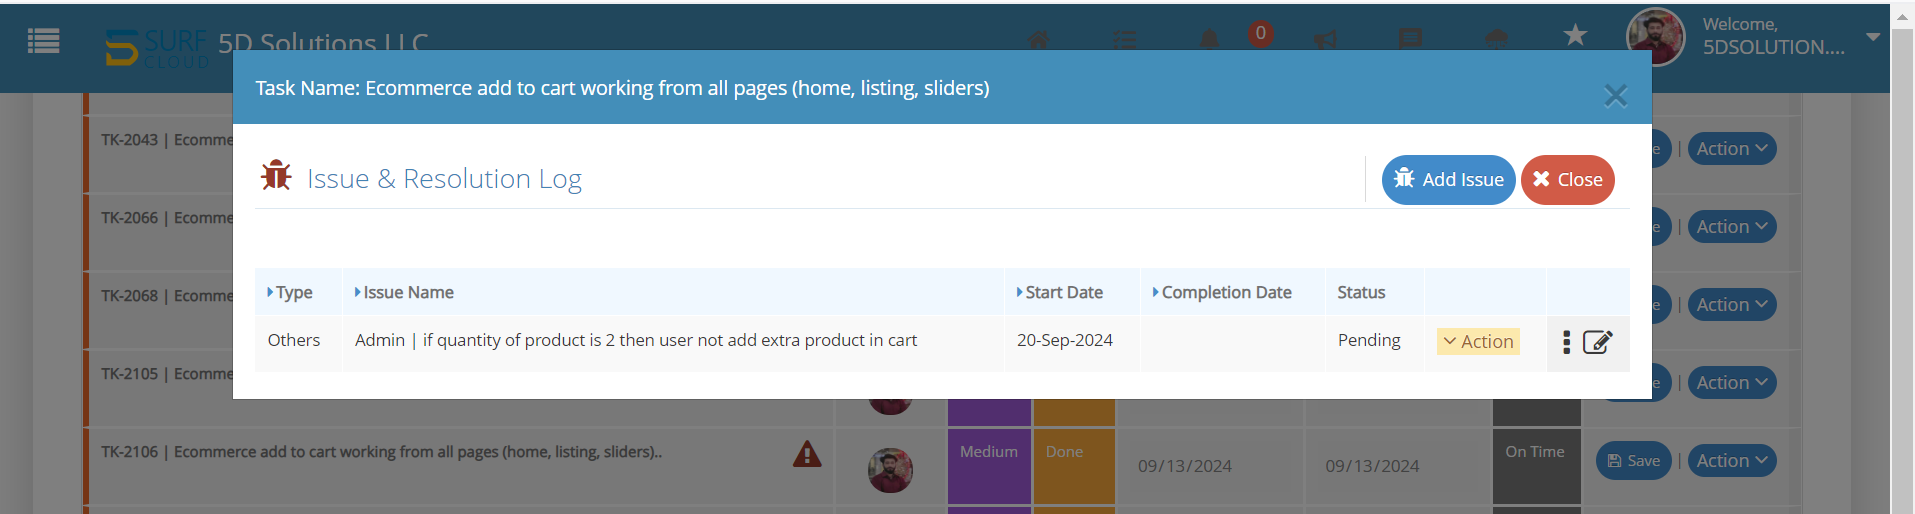 SURF
CLOUD
5D Solutions LLC
0
Welcome,
5DSOLUTION....
Task Name: Ecommerce add to cart working from all pages (home, listing, sliders)
Issue & Resolution Log
Add Issue
Close
Type Issue Name Start Date Completion Date Status
Others Admin | if quantity of product is 2 then user not add extra product in cart 20-Sep-2024 Pending Action
TK-2043 | Ecomme
e | Action
TK-2066 | Ecomme
e | Action
TK-2068 | Ecomme
e | Action
TK-2105 | Ecomme
e | Action
TK-2106 | Ecommerce add to cart working from all pages (home, listing, sliders).. Medium Done 09/13/2024 09/13/2024 On Time Save | Action